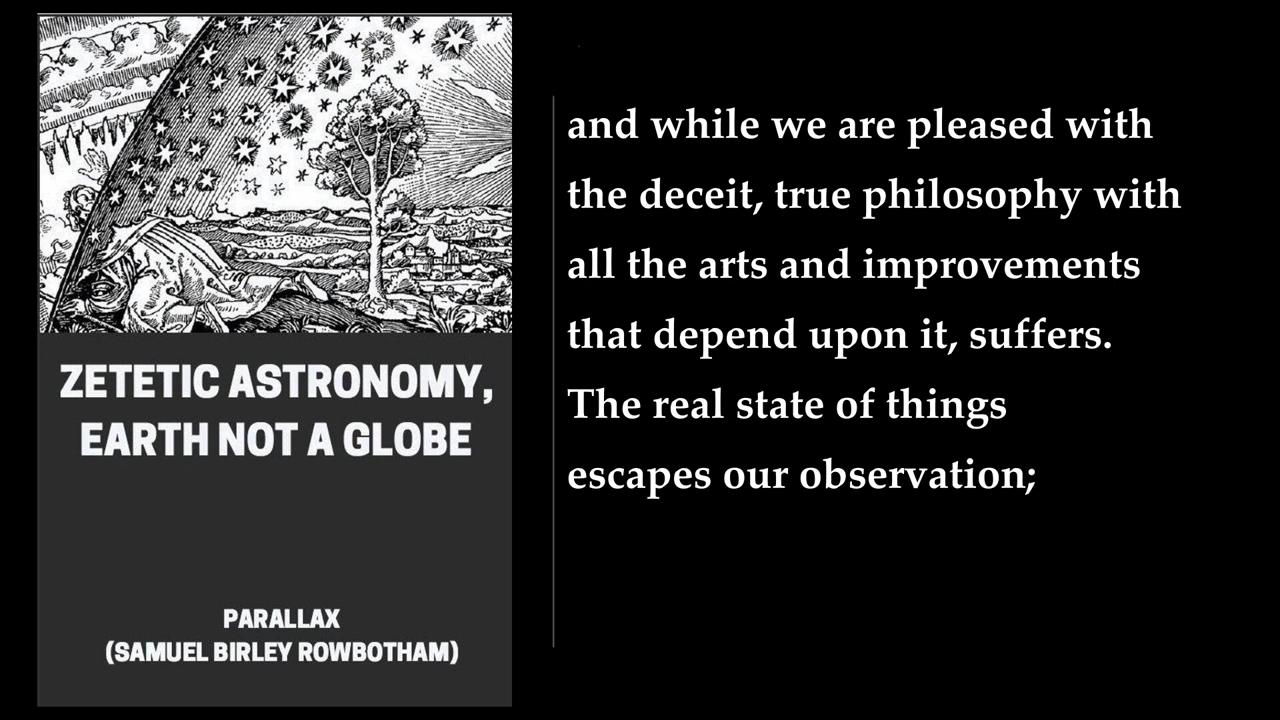 ZETETIC ASTRONOMY,
EARTH NOT A GLOBE
PARALLAX
(SAMUEL BIRLEY ROWBOTHAM)
and while we are pleased with
the deceit, true philosophy with
all the arts and improvements
that depend upon it, suffers.
The real state of things
escapes our observation;